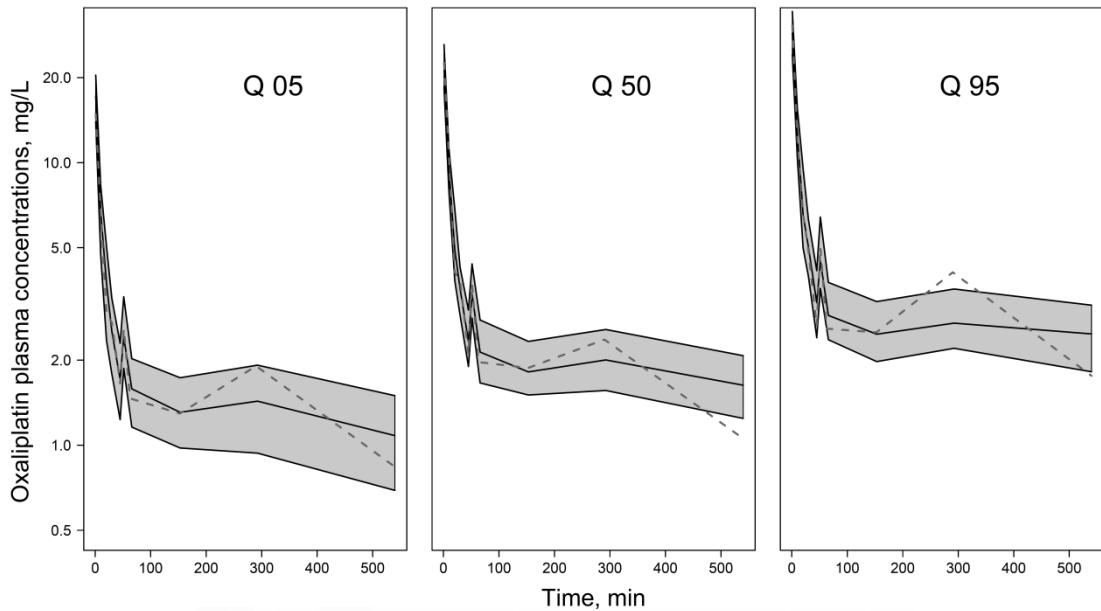 Oxaliplatin plasma concentrations, mg/L
Q 05
Q 50
Q 95
20.0
10.0
5.0
2.0
1.0
0.5
0 100 200 300 400 500
0 100 200 300 400 500
0 100 200 300 400 500
Time, min